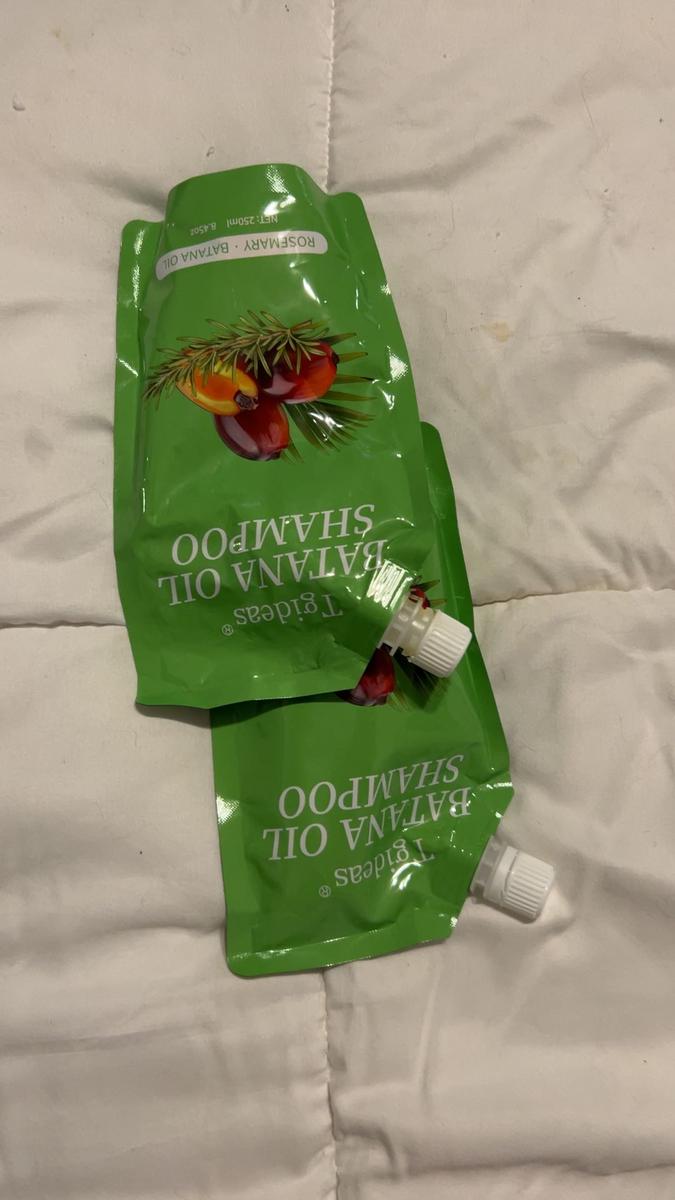 Tgideas®
BATANA OIL
SHAMPOO
ROSEMARY · BATANA OIL
NET: 250ml 8.45oz
Tgideas®
BATANA OIL
SHAMPOO